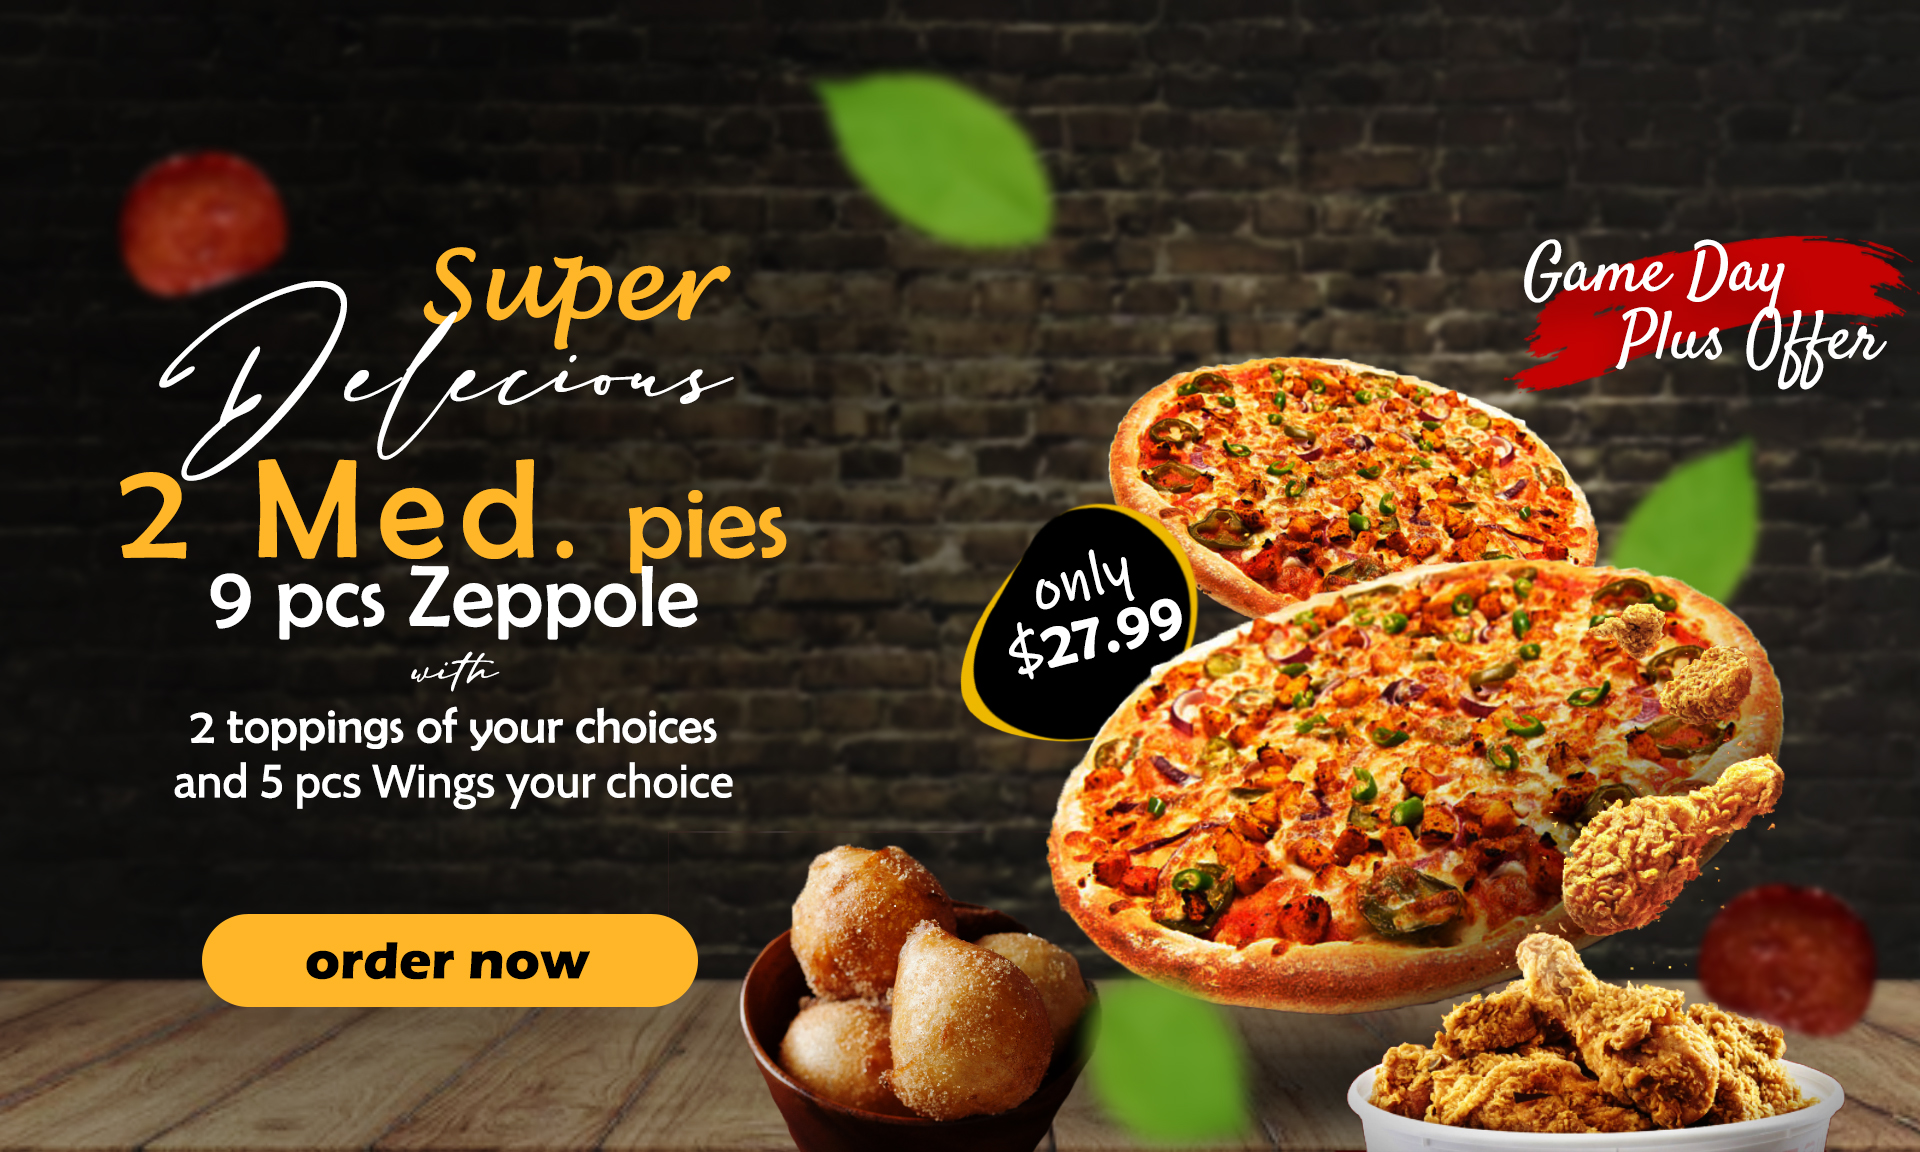 Super
Delecious
2 Med. pies
9 pcs Zeppole
with
2 toppings of your choices
and 5 pcs Wings your choice
order now
only
$27.99
Game Day
Plus Offer